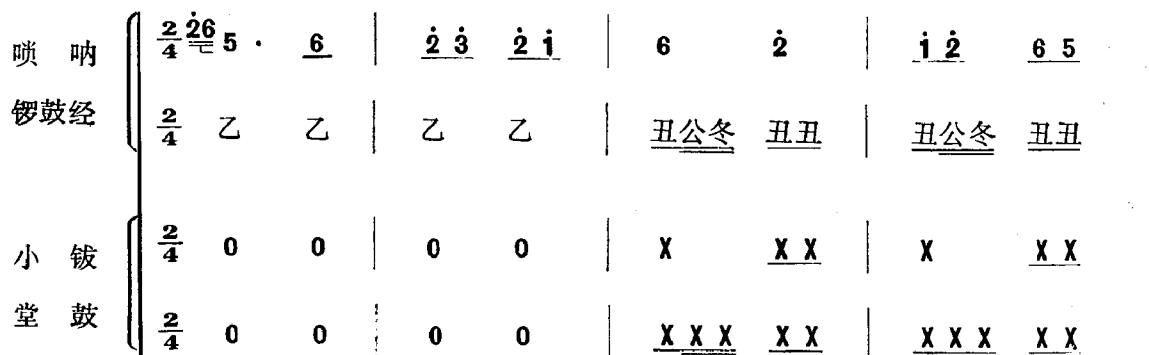 唢呐 2/4 2̇6 5 · 6 | 2̇ 3̇ 2̇ 1̇ | 6 2̇ | 1̇ 2̇ 6 5
锣鼓经 2/4 乙 乙 | 乙 乙 | 丑公冬 丑丑 | 丑公冬 丑丑
小钹 2/4 0 0 | 0 0 | X X X | X X X
堂鼓 2/4 0 0 | 0 0 | X X X X X | X X X X X